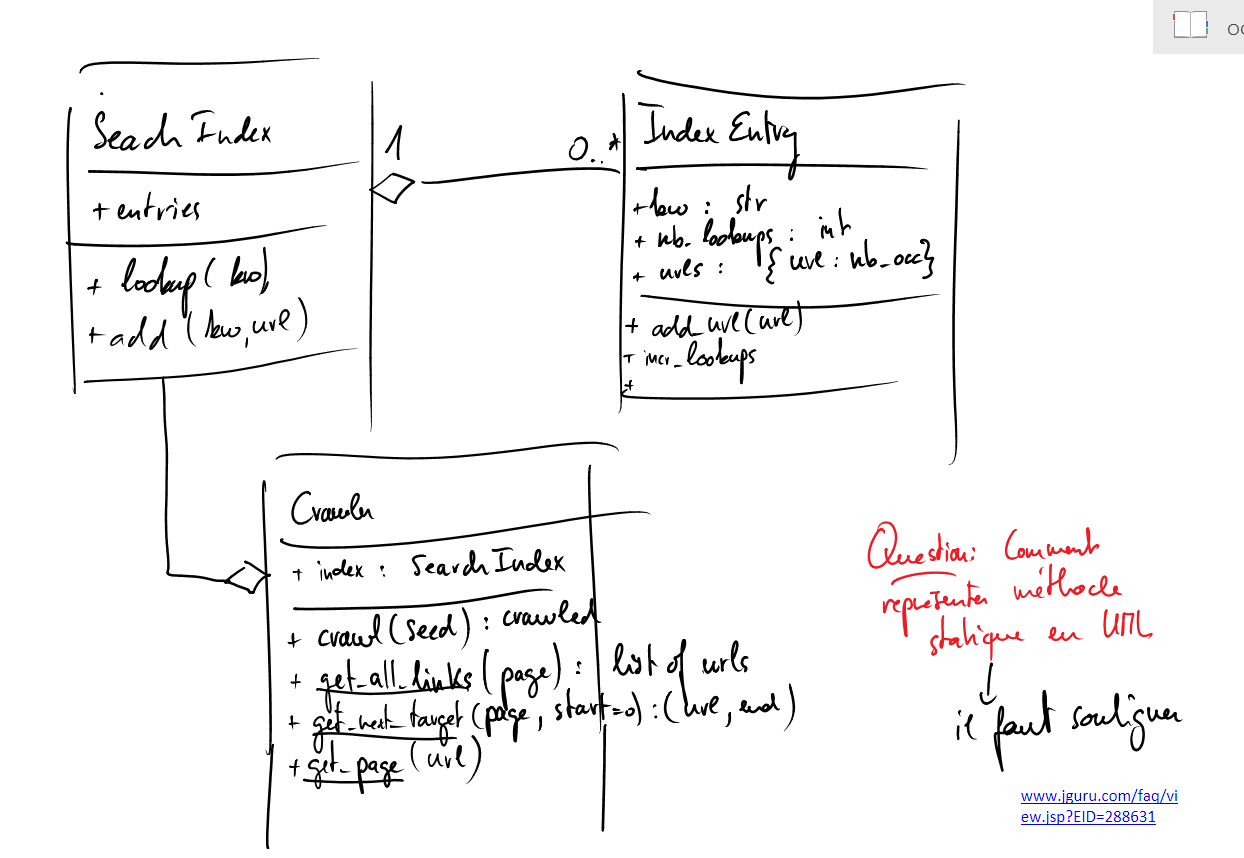 Seach Index
+ entries
+ lookup(kw)
+ add (kw,url)
1
0..*
Index Entry
+ kw : str
+ nb_lookups : int
+ urls : {url : nb_occ}
+ add_url(url)
+ incr_lookups
+
Crawler
+ index : Search Index
+ crawl(seed) : crawled
+ get_all_links (page) : list of urls
+ get_next_target (page, start=0) : (url, end)
+ get_page (url)
Question: Comment
représenter méthode
statique en UML
il faut souligner
www.jguru.com/faq/vi
ew.jsp?EID=288631